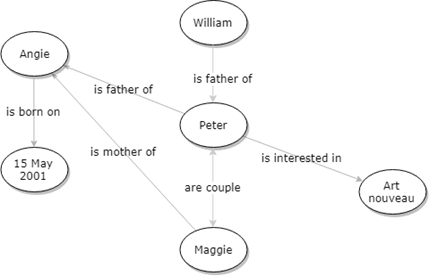 William
Angie
is father of
is father of
is born on
Peter
is mother of
is interested in
15 May
2001
are couple
Art
nouveau
Maggie